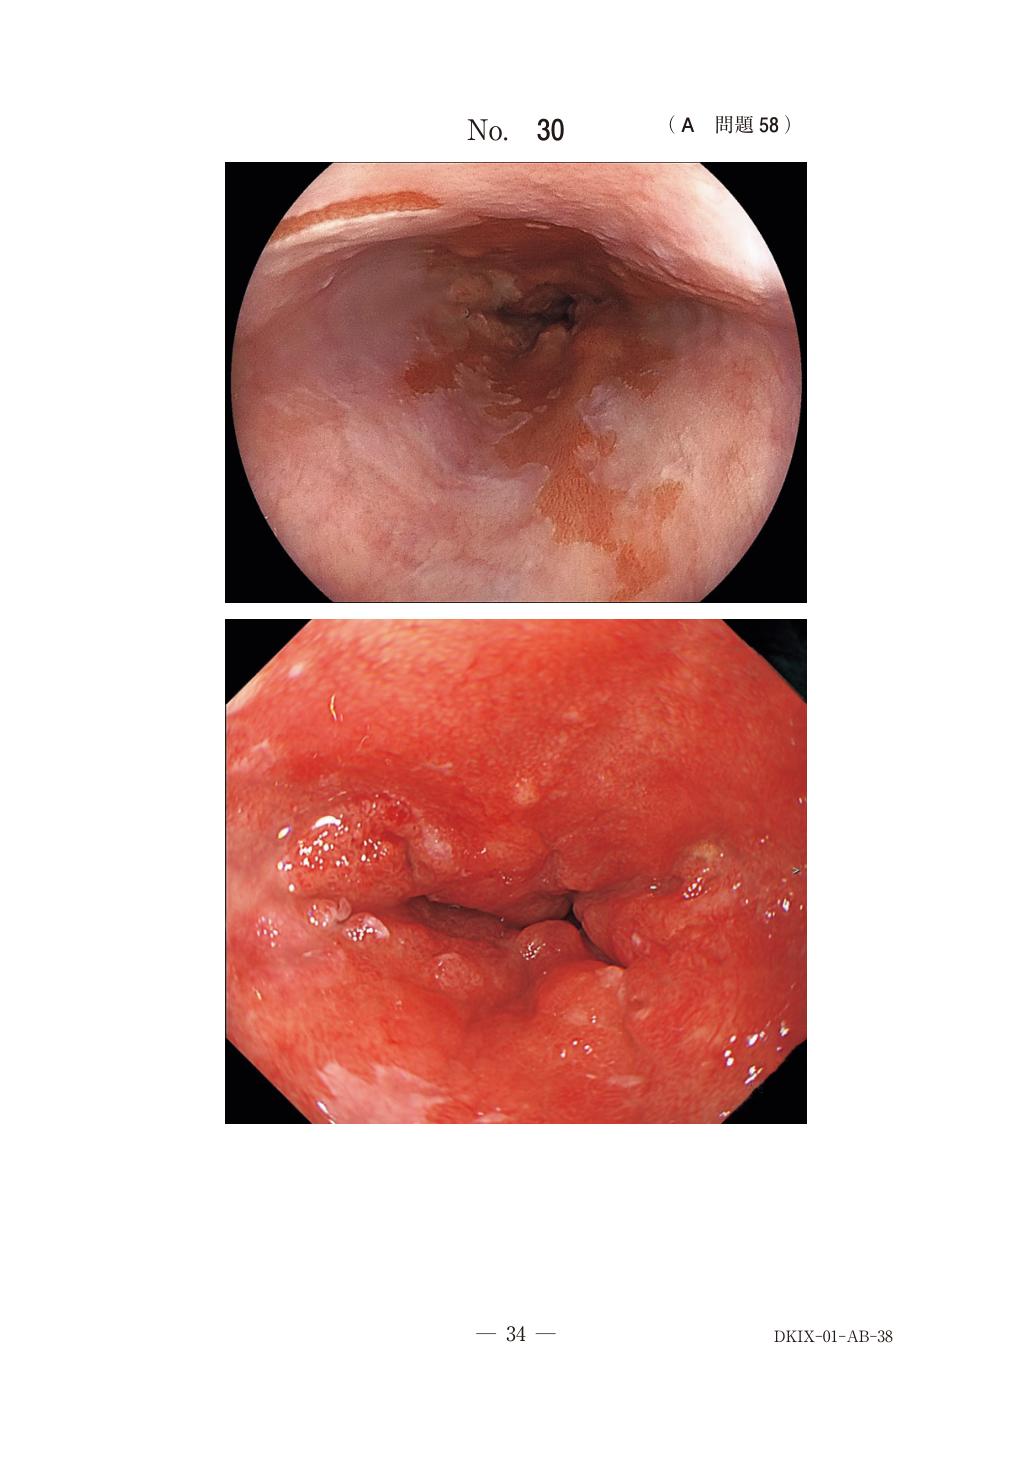 No. 30
（A 問題 58）
— 34 —
DKIX-01-AB-38